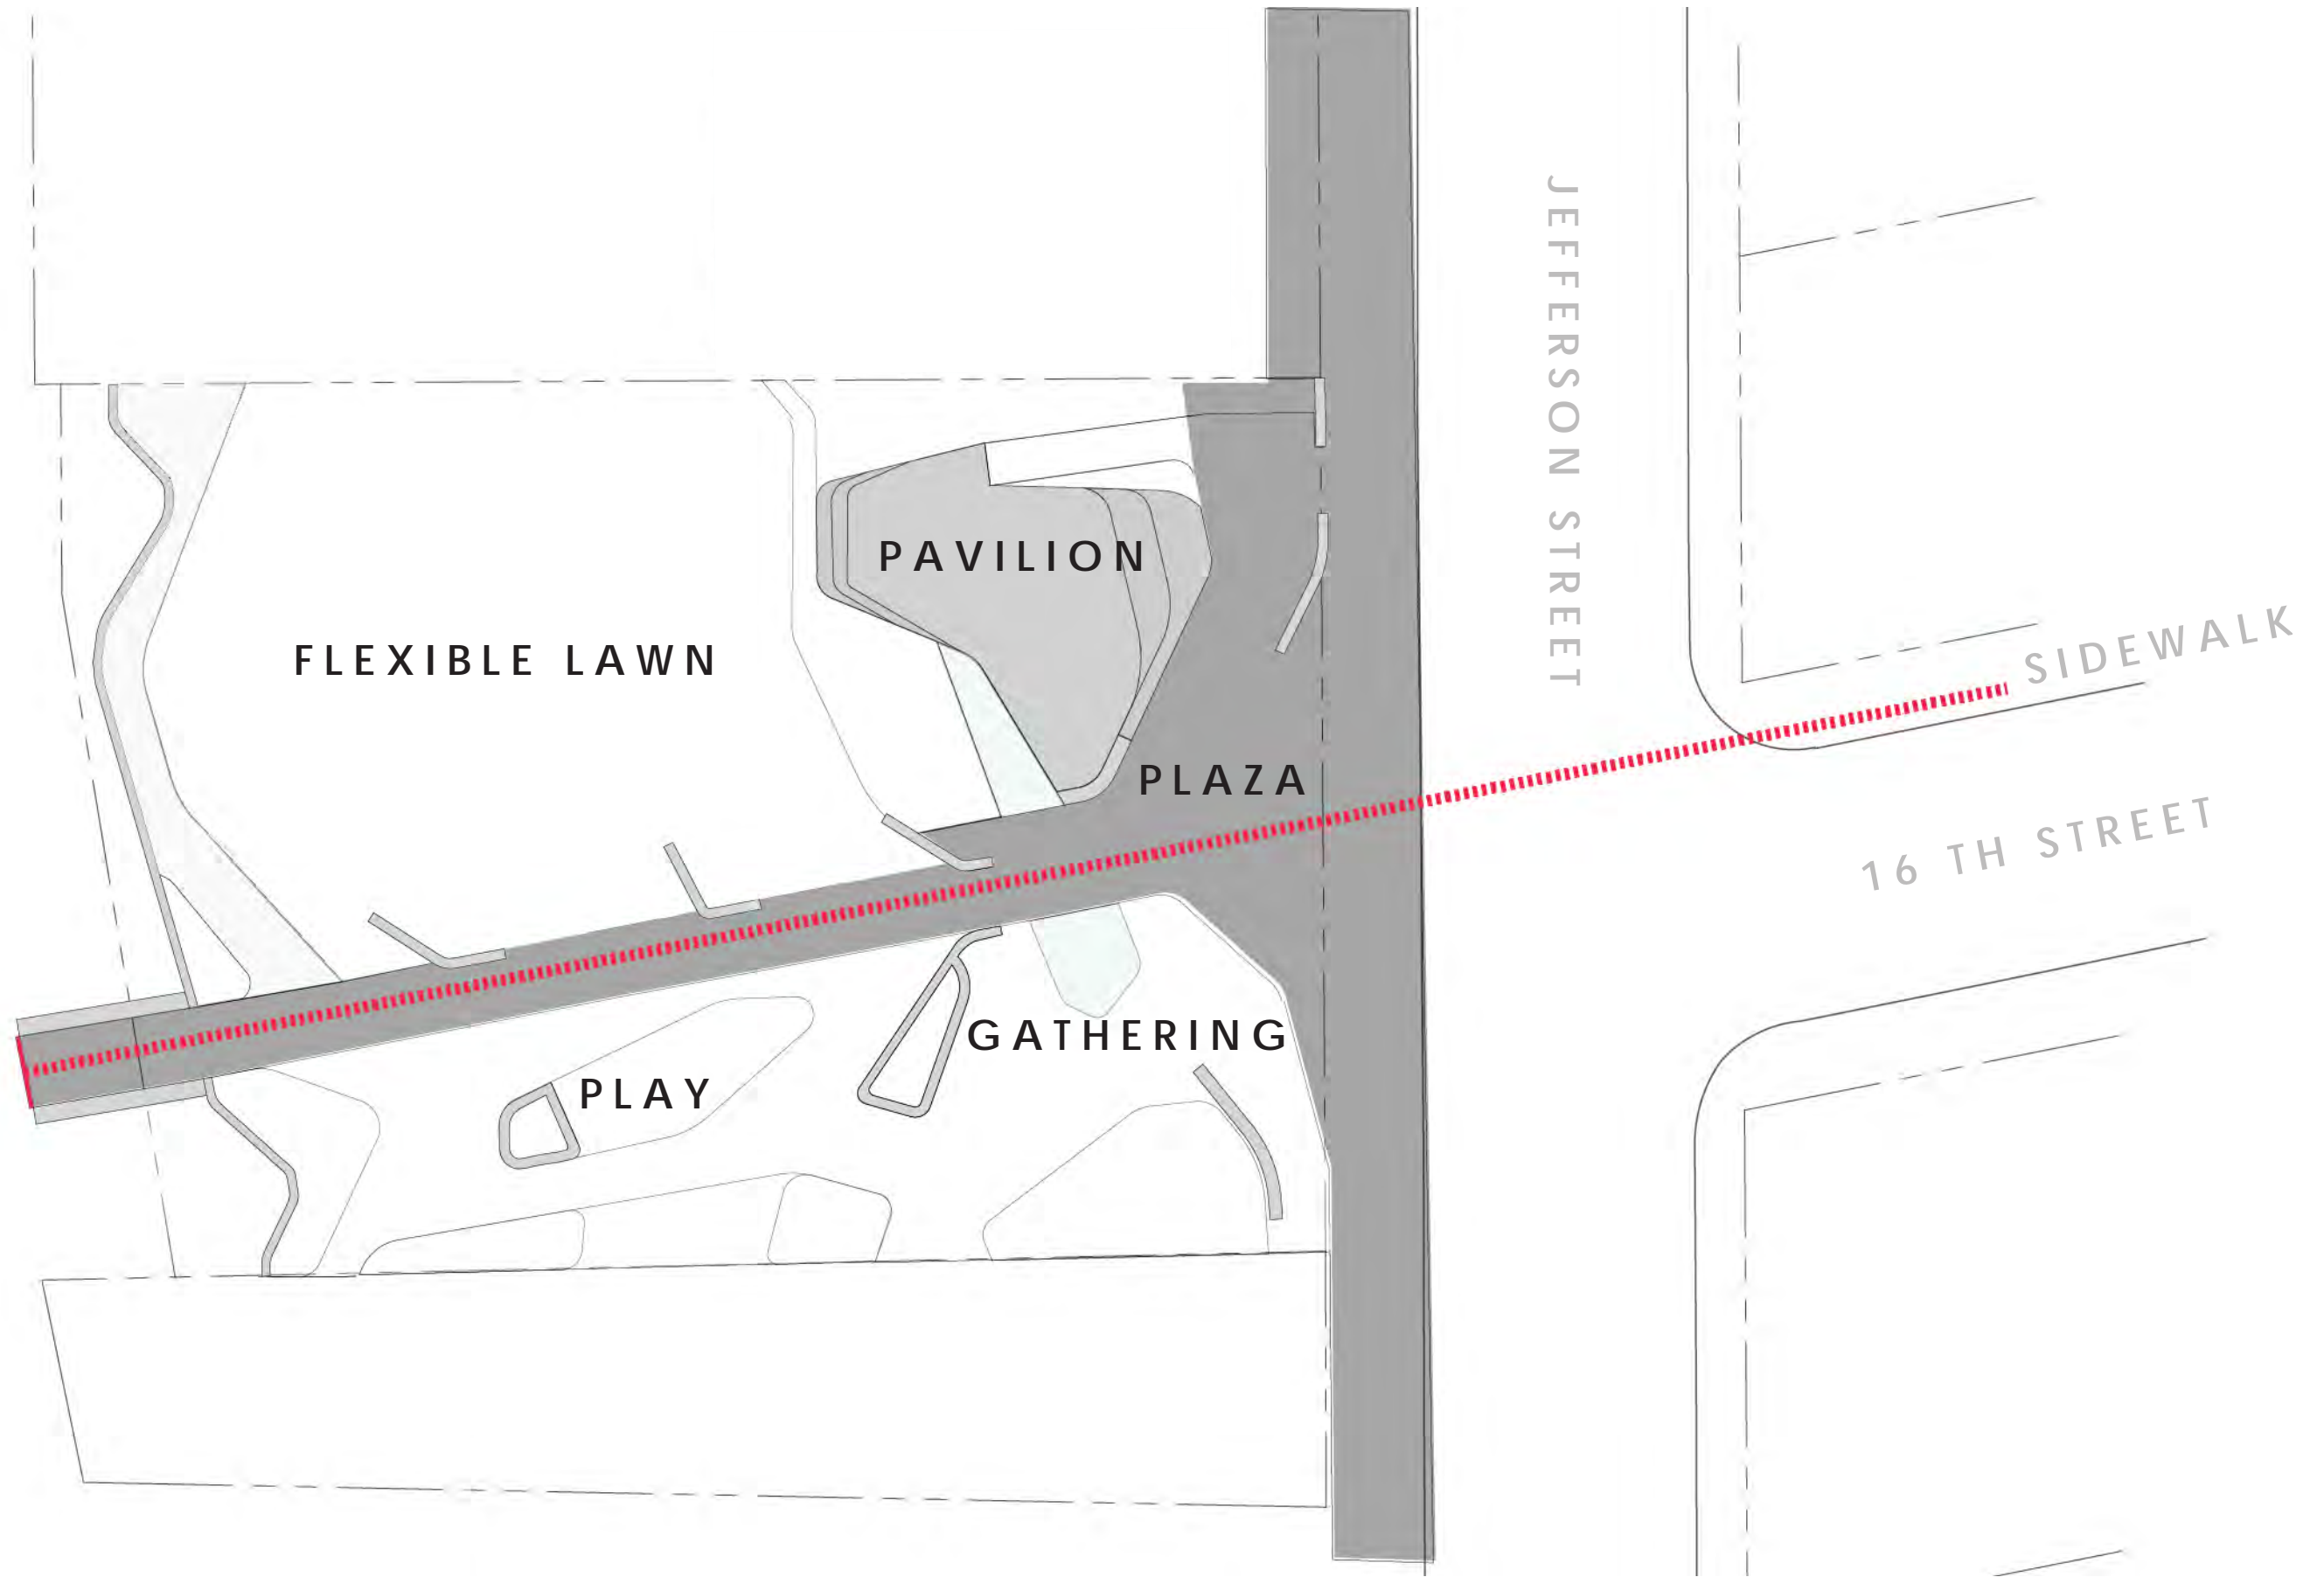 JEFFERSON STREET
PAVILION
FLEXIBLE LAWN
SIDEWALK
PLAZA
16 TH STREET
GATHERING
PLAY